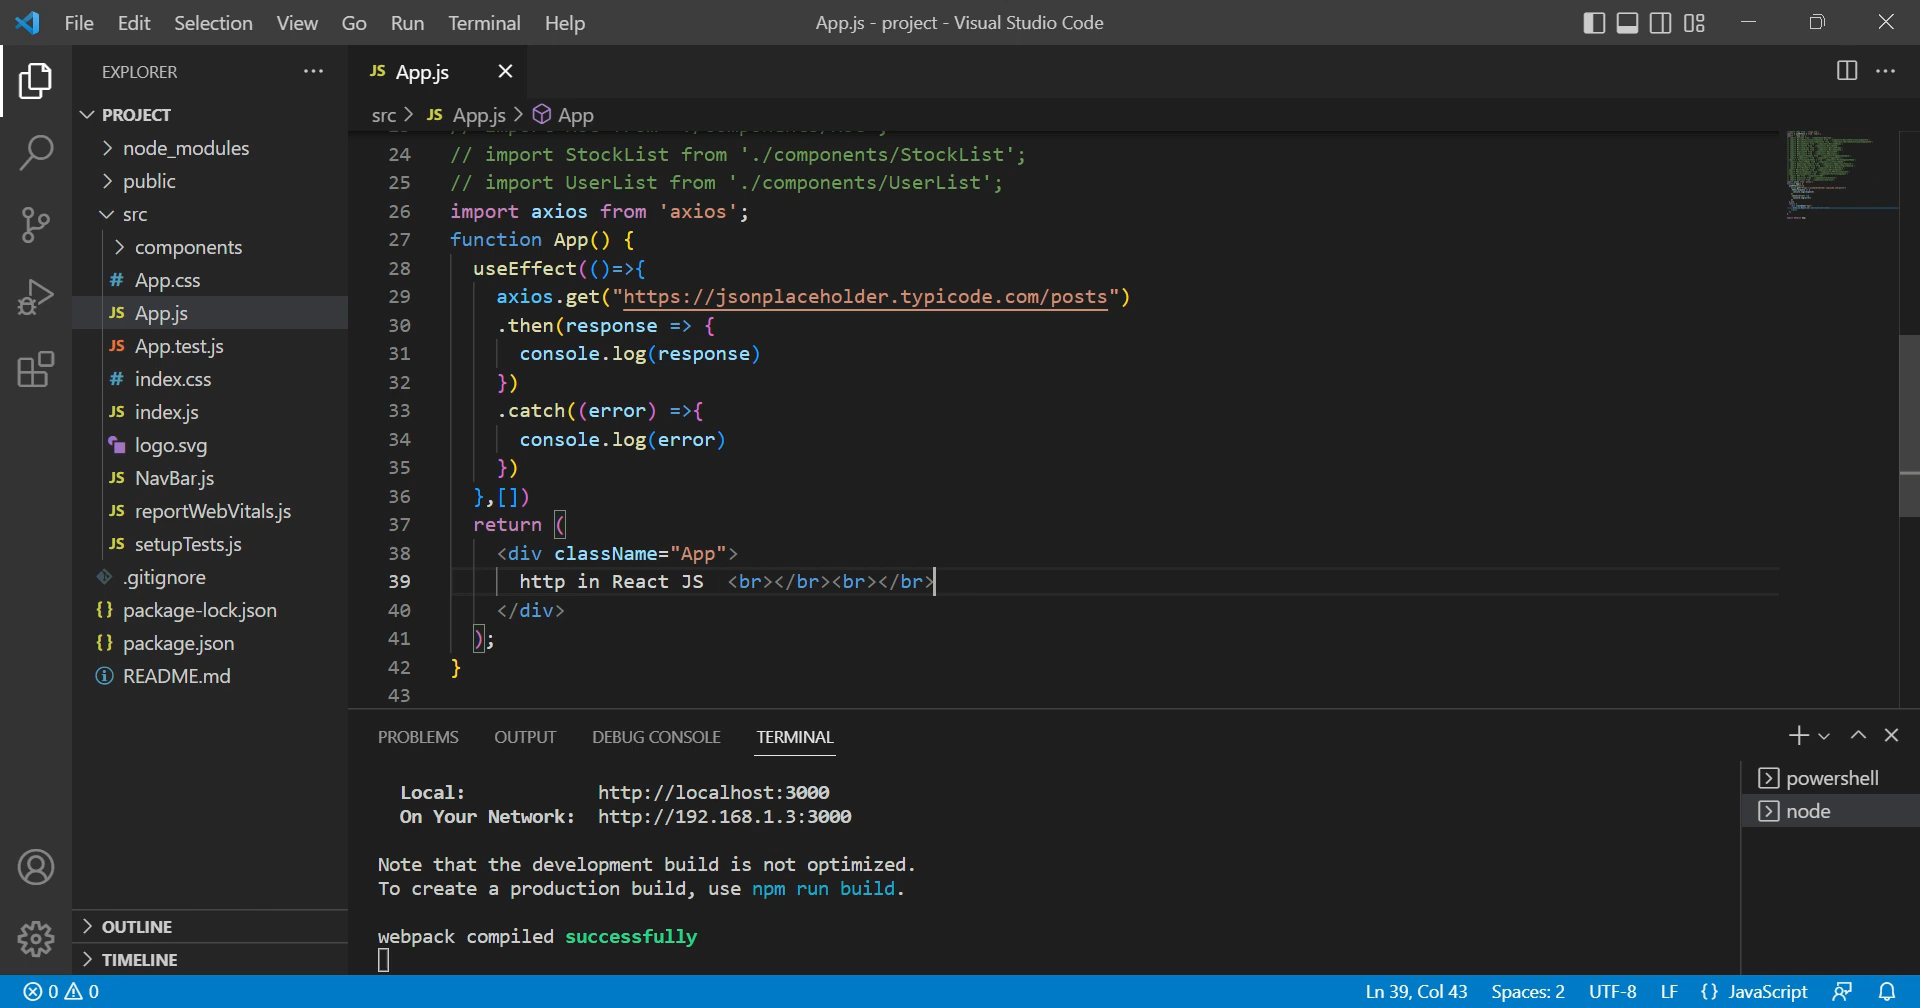 File Edit Selection View Go Run Terminal Help
App.js - project - Visual Studio Code
EXPLORER
PROJECT
node_modules
public
src
components
# App.css
JS App.js
JS App.test.js
# index.css
JS index.js
logo.svg
JS NavBar.js
JS reportWebVitals.js
JS setupTests.js
.gitignore
{} package-lock.json
{} package.json
README.md
OUTLINE
TIMELINE
JS App.js
src > JS App.js > App
24 // import StockList from './components/StockList';
25 // import UserList from './components/UserList';
26 import axios from 'axios';
27 function App() {
28 useEffect(()=>{
29 axios.get("https://jsonplaceholder.typicode.com/posts")
30 .then(response => {
31 console.log(response)
32 })
33 .catch((error) =>{
34 console.log(error)
35 })
36 },[])
37 return (
38 <div className="App">
39 http in React JS <br></br><br></br>
40 </div>
41 );
42 }
43
PROBLEMS OUTPUT DEBUG CONSOLE TERMINAL
Local: http://localhost:3000
On Your Network: http://192.168.1.3:3000
Note that the development build is not optimized.
To create a production build, use npm run build.
webpack compiled successfully
powershell
node
0 0
Ln 39, Col 43 Spaces: 2 UTF-8 LF {} JavaScript